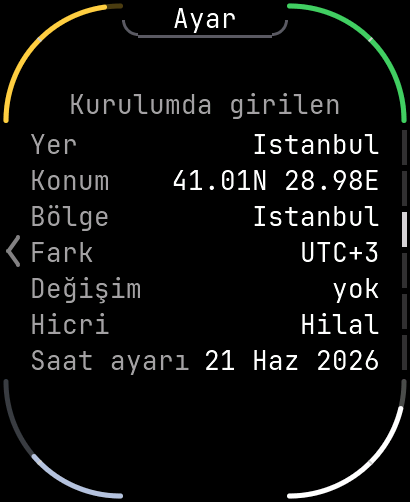 Ayar
Kurulumda girilen
Yer Istanbul
Konum 41.01N 28.98E
Bölge Istanbul
Fark UTC+3
Değişim yok
Hicri Hilal
Saat ayarı 21 Haz 2026